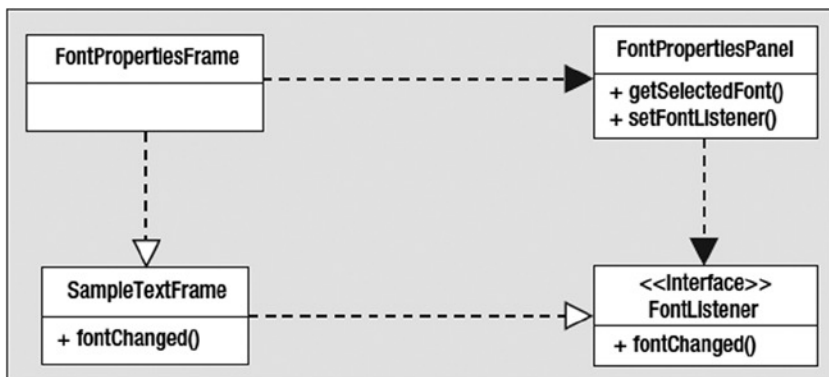 FontPropertiesFrame
FontPropertiesPanel
+ getSelectedFont()
+ setFontListener()
SampleTextFrame
+ fontChanged()
<<Interface>>
FontListener
+ fontChanged()